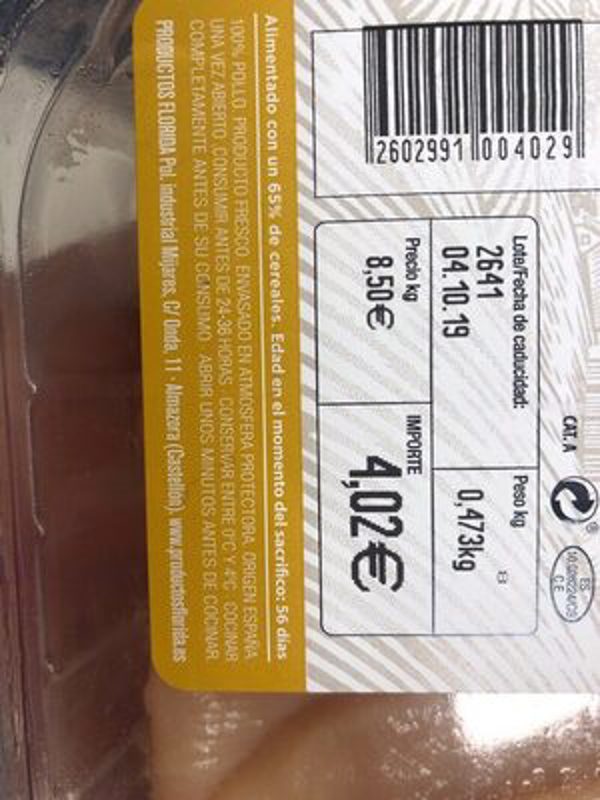 CAT. A
ES
C E
Lote/Fecha de caducidad:
2641
04.10.19
Peso kg
0,473kg
Precio kg
8,50€
IMPORTE
4,02€
2602991 004029
Alimentado con un 65% de cereales. Edad en el momento del sacrifico: 56 días
100% POLLO. PRODUCTO FRESCO. ENVASADO EN ATMÓSFERA PROTECTORA. ORIGEN ESPAÑA.
UNA VEZ ABIERTO, CONSUMIR ANTES DE 24-36 HORAS. CONSERVAR ENTRE 0°C Y 4°C. COCINAR
COMPLETAMENTE ANTES DE SU CONSUMO. ABRIR UNOS MINUTOS ANTES DE COCINAR
PRODUCTOS FLORIDA Pol. industrial Mijares, C/ Onda, 11 - Almazora (Castellón). www.productosflorida.es